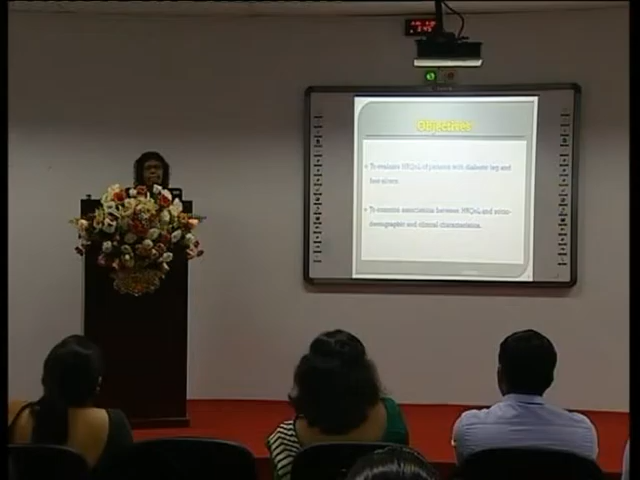 Objectives
To evaluate HRQoL of patients with diabetic leg and
foot ulcers.
To examine association between HRQoL and socio-
demographic and clinical characteristics.